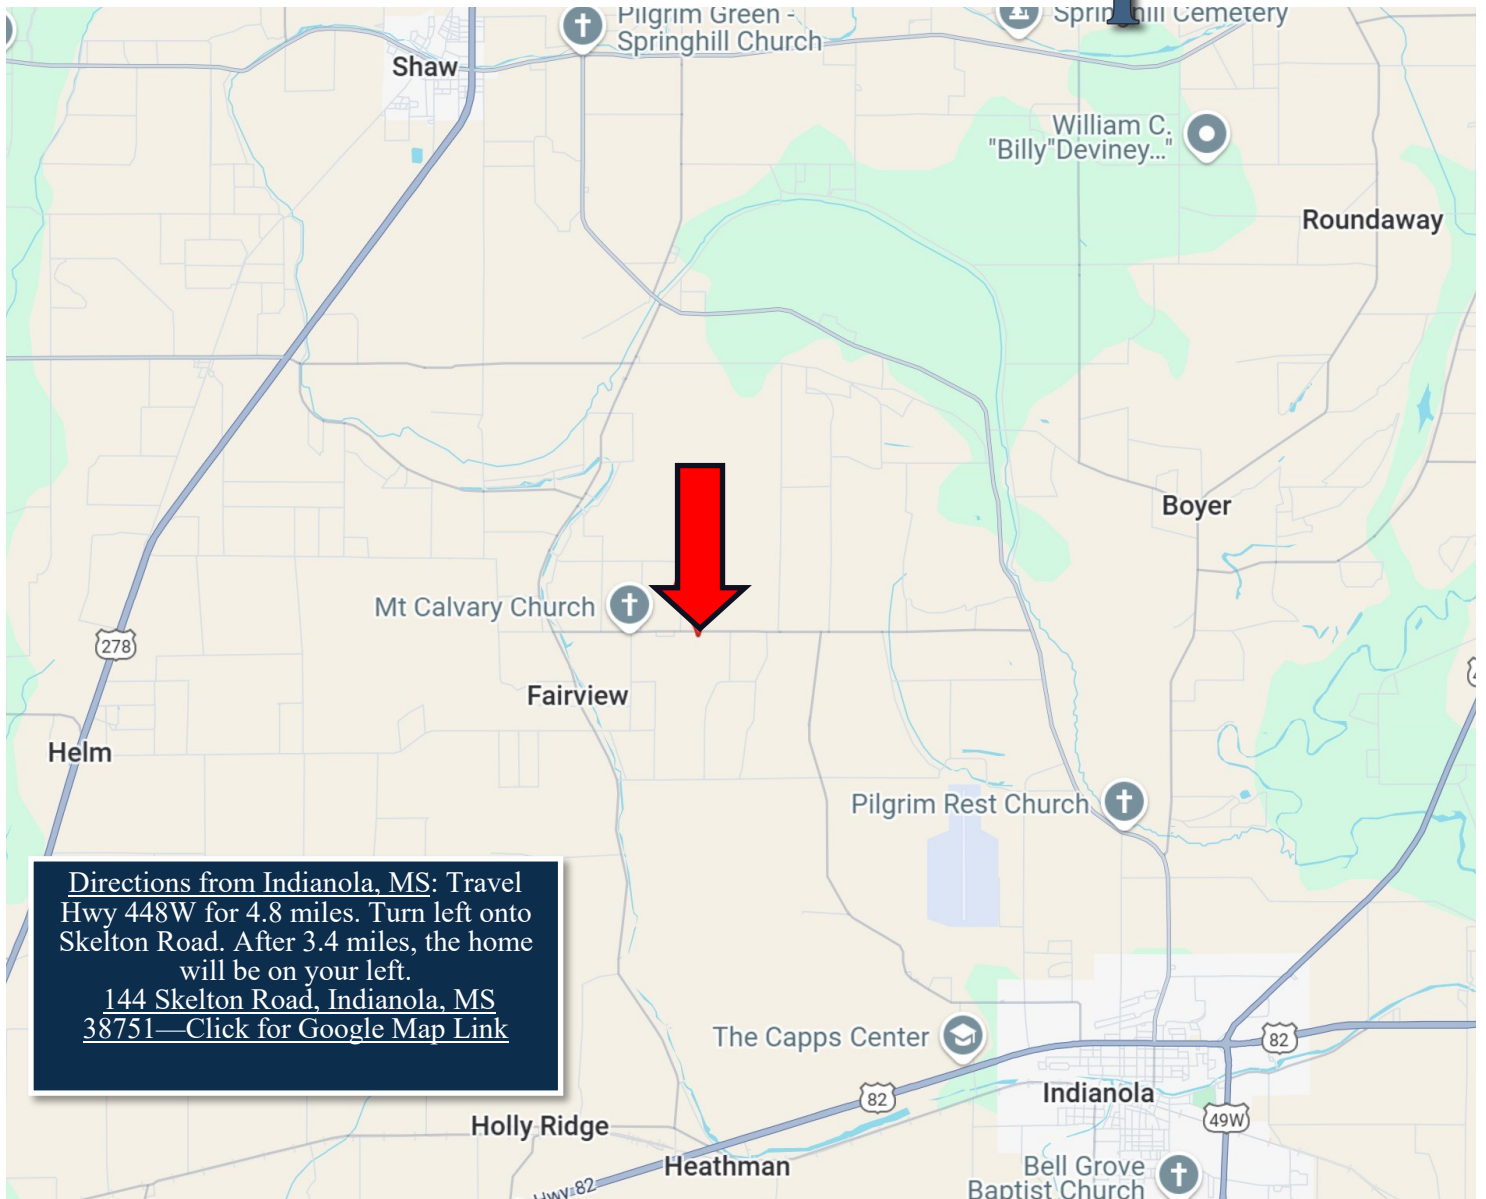 Pilgrim Green -
Springhill Church
Springhill Cemetery
Shaw
William C.
"Billy"Deviney..."
Roundaway
Boyer
Mt Calvary Church
278
Fairview
Helm
Pilgrim Rest Church
Directions from Indianola, MS: Travel
Hwy 448W for 4.8 miles. Turn left onto
Skelton Road. After 3.4 miles, the home
will be on your left.
144 Skelton Road, Indianola, MS
38751—Click for Google Map Link
The Capps Center
82
82
Indianola
49W
Holly Ridge
Heathman
Hwy 82
Bell Grove
Baptist Church